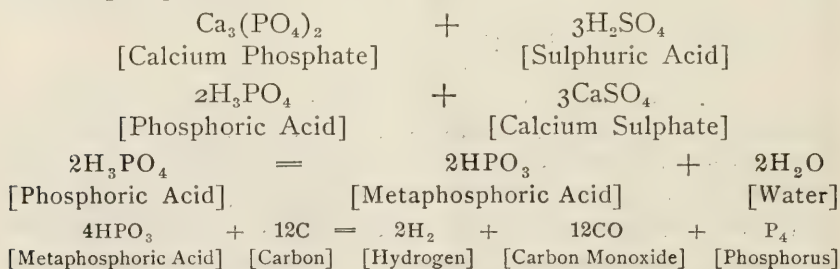 Ca₃(PO₄)₂ + 3H₂SO₄
[Calcium Phosphate] [Sulphuric Acid]
2H₃PO₄ + 3CaSO₄
[Phosphoric Acid] [Calcium Sulphate]
2H₃PO₄ = 2HPO₃ + 2H₂O
[Phosphoric Acid] [Metaphosphoric Acid] [Water]
4HPO₃ + 12C = 2H₂ + 12CO + P₄
[Metaphosphoric Acid] [Carbon] [Hydrogen] [Carbon Monoxide] [Phosphorus]